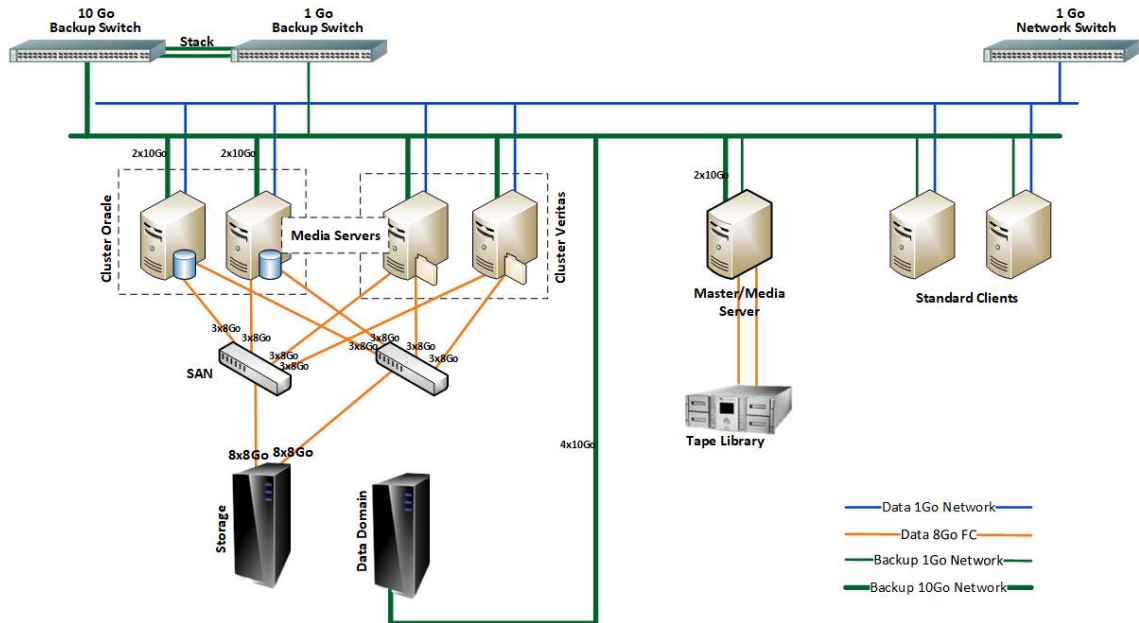 10 Go
Backup Switch
1 Go
Backup Switch
1 Go
Network Switch
Stack
2x10Go
2x10Go
2x10Go
Cluster Oracle
Media Servers
Cluster Veritas
Master/Media
Server
Standard Clients
3x8Go
3x8Go
3x8Go
3x8Go
3x8Go
3x8Go
3x8Go
SAN
Tape Library
4x10Go
8x8Go
8x8Go
Storage
Data Domain
Data 1Go Network
Data 8Go FC
Backup 1Go Network
Backup 10Go Network